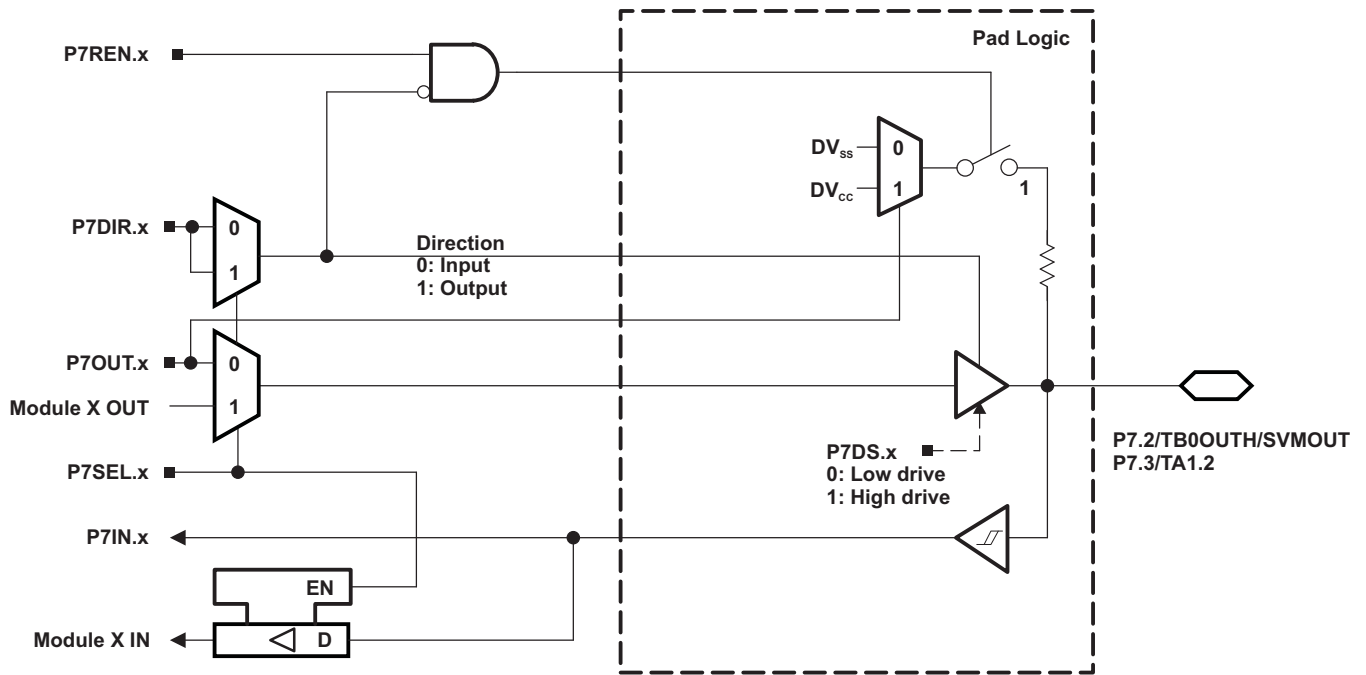 Pad Logic
P7REN.x
DVSS
0
DVCC
1
1
P7DIR.x
0
1
Direction
0: Input
1: Output
P7OUT.x
0
Module X OUT
1
P7DS.x
0: Low drive
1: High drive
P7.2/TB0OUTH/SVMOUT
P7.3/TA1.2
P7SEL.x
P7IN.x
EN
Module X IN
D